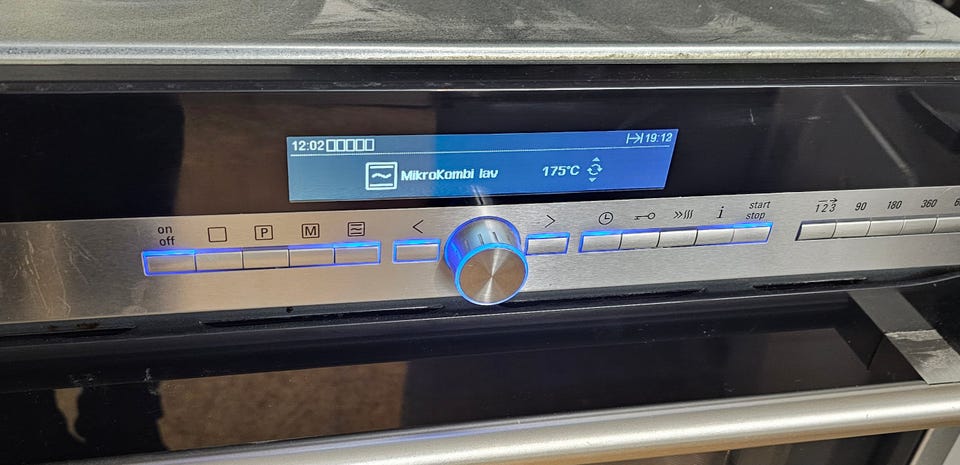 12:02 19:12
MikroKombi lav 175°C
on
off
P
M
<
>
i
start
stop
123
90
180
360